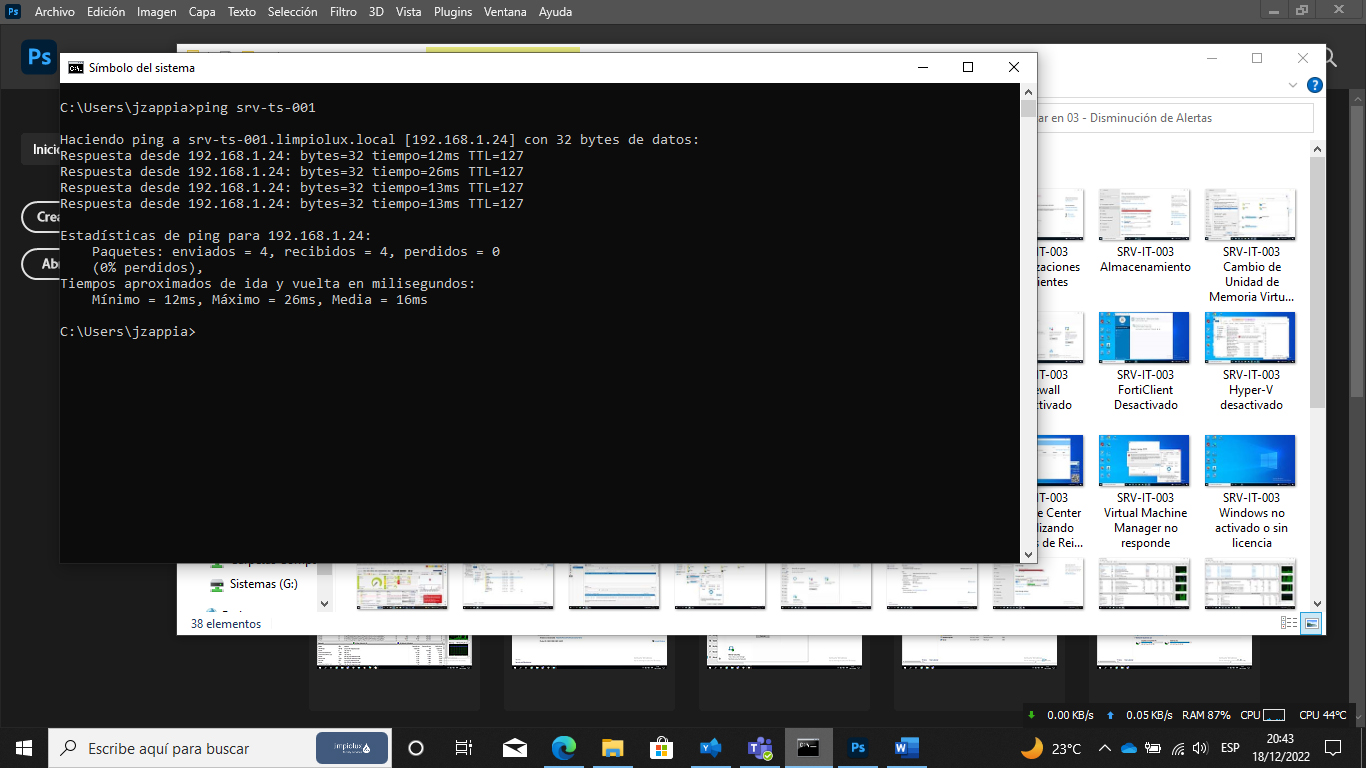 Ps
Archivo Edición Imagen Capa Texto Selección Filtro 3D Vista Plugins Ventana Ayuda
Ps
Símbolo del sistema
C:\Users\jzappia>ping srv-ts-001
Haciendo ping a srv-ts-001.limpiolux.local [192.168.1.24] con 32 bytes de datos:
Respuesta desde 192.168.1.24: bytes=32 tiempo=12ms TTL=127
Respuesta desde 192.168.1.24: bytes=32 tiempo=26ms TTL=127
Respuesta desde 192.168.1.24: bytes=32 tiempo=13ms TTL=127
Respuesta desde 192.168.1.24: bytes=32 tiempo=13ms TTL=127
Estadísticas de ping para 192.168.1.24:
Paquetes: enviados = 4, recibidos = 4, perdidos = 0
(0% perdidos),
Tiempos aproximados de ida y vuelta en milisegundos:
Mínimo = 12ms, Máximo = 26ms, Media = 16ms
C:\Users\jzappia>
Inicio
Crea
Ab
ar en 03 - Disminución de Alertas
IT-003
zaciones
ientes
SRV-IT-003
Almacenamiento
SRV-IT-003
Cambio de
Unidad de
Memoria Virtu...
IT-003
ewall
ctivado
SRV-IT-003
FortiClient
Desactivado
SRV-IT-003
Hyper-V
desactivado
IT-003
e Center
lizando
s de Rei...
SRV-IT-003
Virtual Machine
Manager no
responde
SRV-IT-003
Windows no
activado o sin
licencia
Sistemas (G:)
38 elementos
0.00 KB/s 0.05 KB/s RAM 87% CPU CPU 44ºC
Escribe aquí para buscar
limpiolux
Ps
23°C
ESP
20:43
18/12/2022